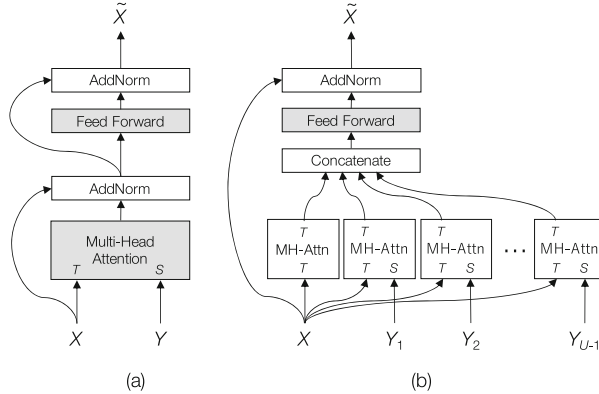 X̃ X̃
AddNorm AddNorm
Feed Forward Feed Forward
Concatenate
AddNorm
T T T T
Multi-Head Attention MH-Attn MH-Attn MH-Attn ... MH-Attn
T S T T S T S T S
X Y X Y1 Y2 YU-1
(a) (b)